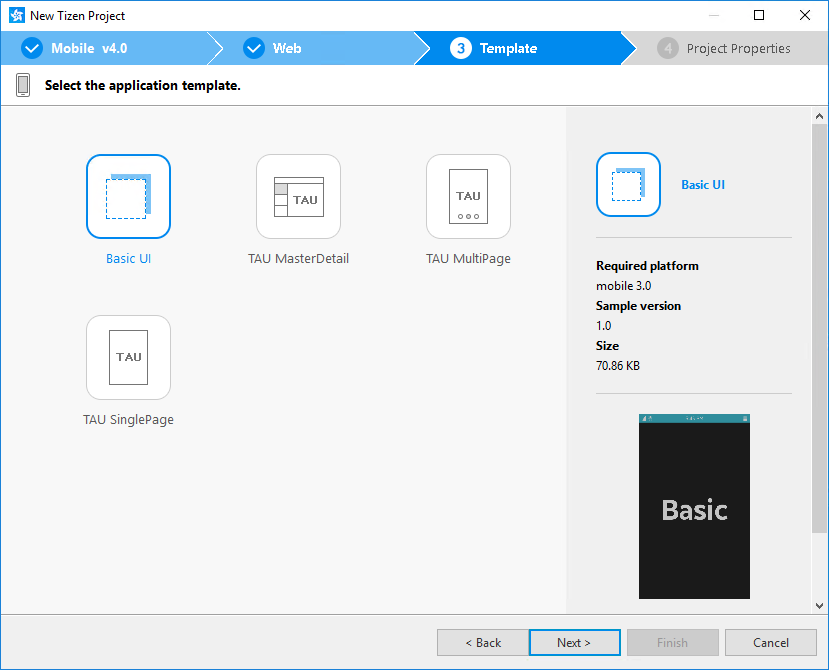 New Tizen Project
Mobile v4.0
Web
3 Template
4 Project Properties
Select the application template.
Basic UI
TAU
TAU MasterDetail
TAU
TAU MultiPage
TAU
TAU SinglePage
Basic UI
Required platform
mobile 3.0
Sample version
1.0
Size
70.86 KB
Basic
< Back
Next >
Finish
Cancel